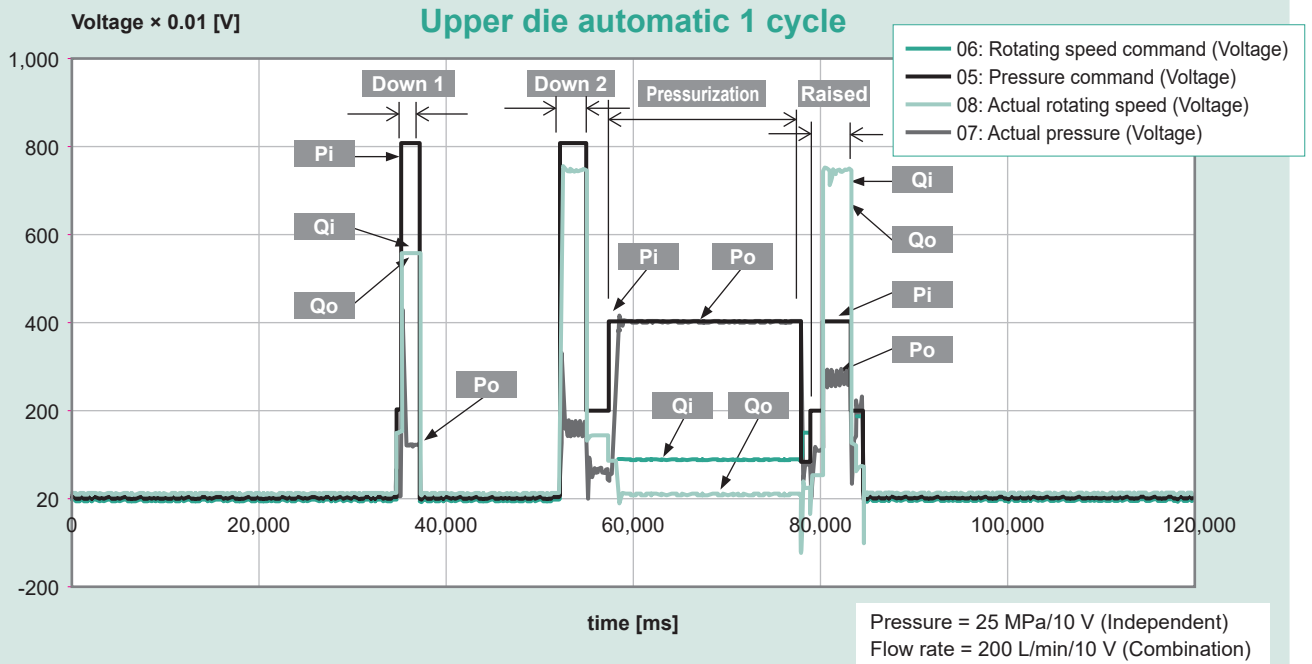 Voltage × 0.01 [V]
Upper die automatic 1 cycle
06: Rotating speed command (Voltage)
05: Pressure command (Voltage)
08: Actual rotating speed (Voltage)
07: Actual pressure (Voltage)
1,000
800
600
400
200
20
-200
Down 1
Down 2
Pressurization
Raised
Pi
Qi
Qo
Po
Pi
Po
Qi
Qo
Qi
Qo
Pi
Po
0
20,000
40,000
60,000
80,000
100,000
120,000
time [ms]
Pressure = 25 MPa/10 V (Independent)
Flow rate = 200 L/min/10 V (Combination)